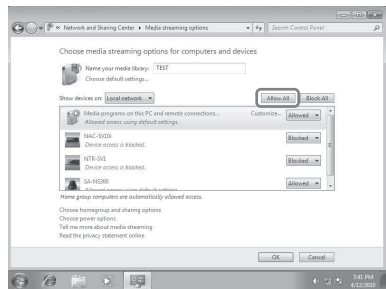 « Network and Sharing Center ▸ Media streaming options
Search Control Panel
Choose media streaming options for computers and devices
Name your media library: TEST
Choose default settings...
Show devices on: Local network
Allow All
Block All
Media programs on this PC and remote connections...
Customize...
Allowed
Allowed access using default settings.
NAC-SV10i
Blocked
Device access is blocked.
NTR-SV1
Blocked
Device access is blocked.
SA-NS300
Allowed
Allowed access using default settings.
Home group computers are automatically allowed access.
Choose homegroup and sharing options
Choose power options
Tell me more about media streaming
Read the privacy statement online
OK
Cancel
7:41 PM
4/12/2010